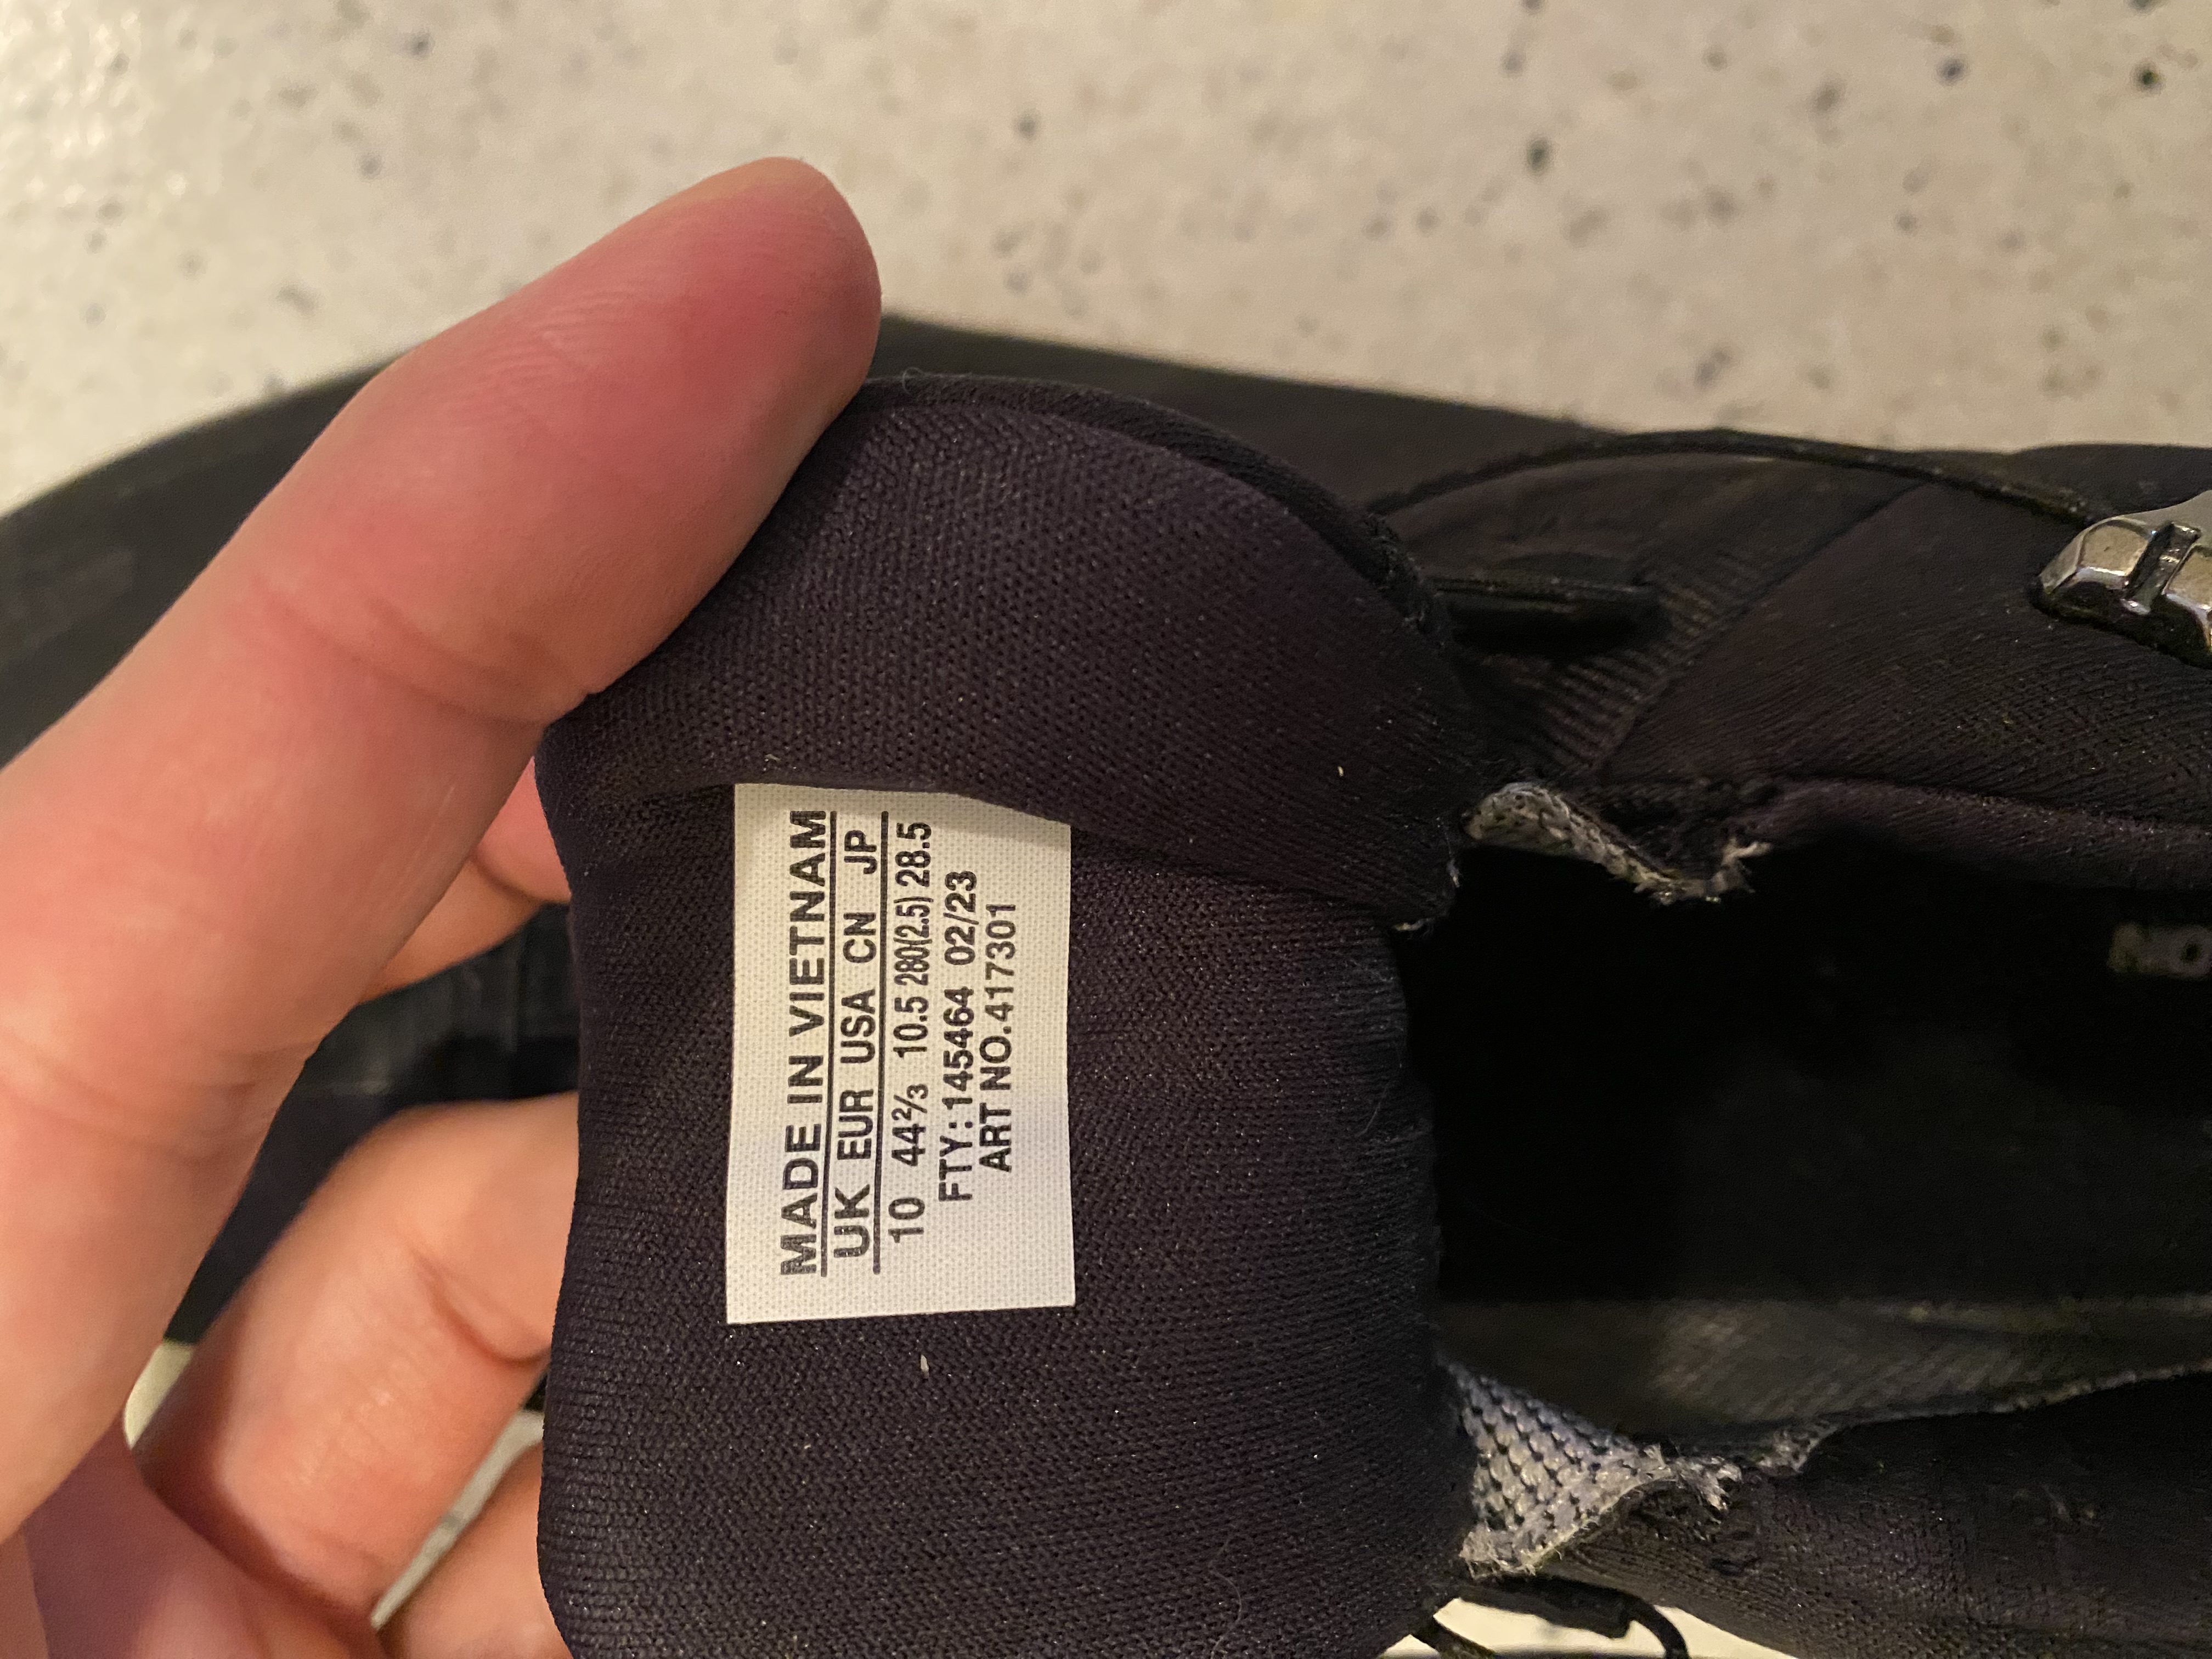 MADE IN VIETNAM
UK EUR USA CN JP
10 44⅔ 10.5 280(2.5) 28.5
FTY:145464 02/23
ART NO.417301